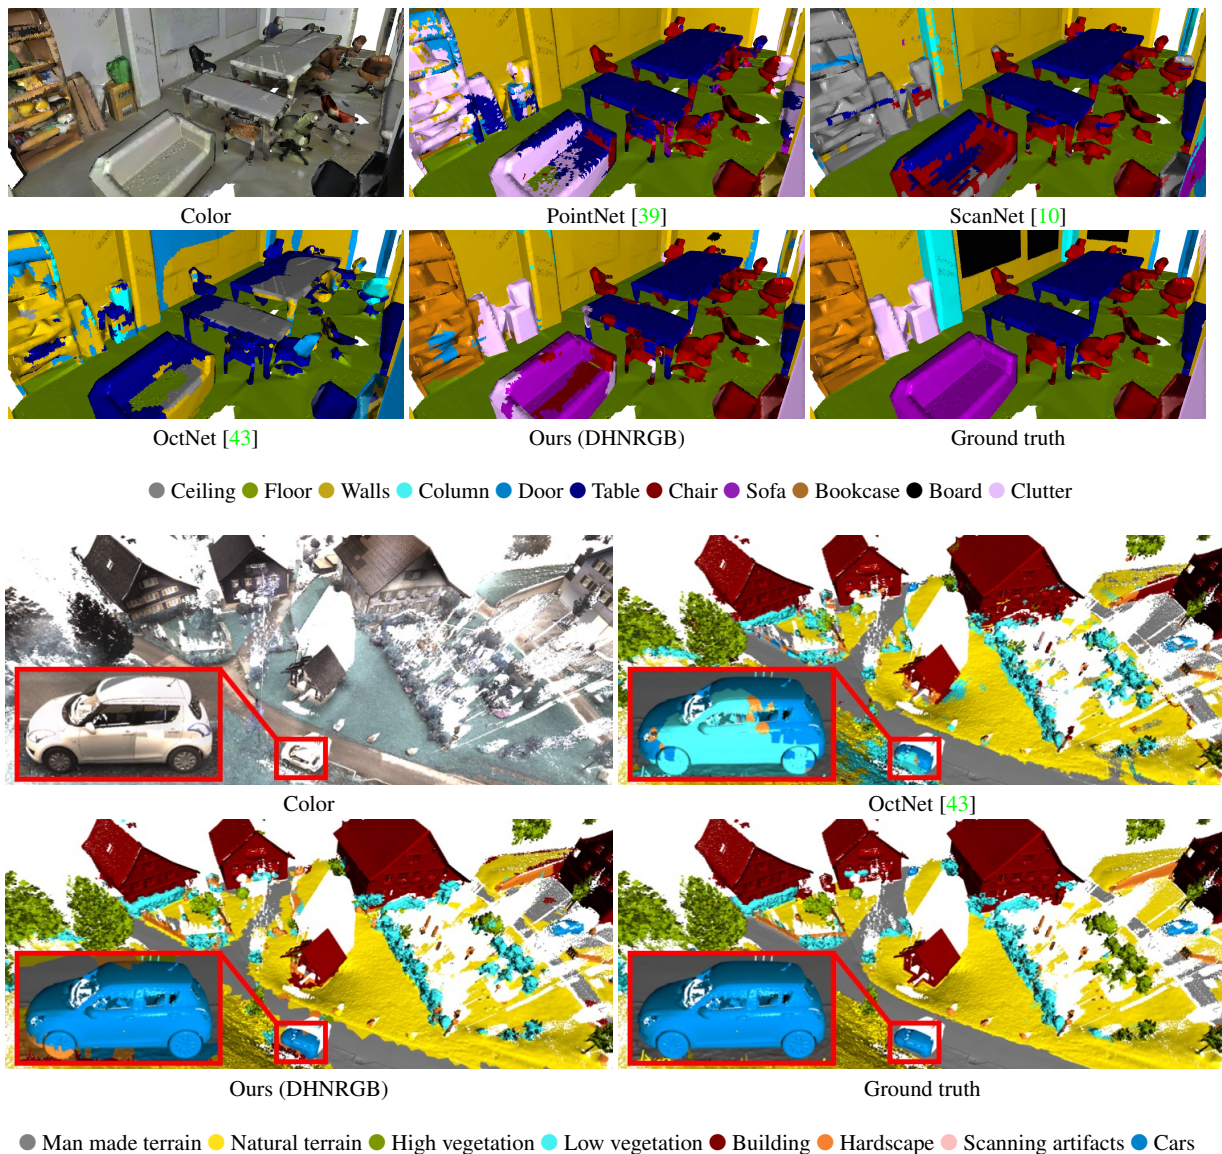 Color PointNet [39] ScanNet [10]
OctNet [43] Ours (DHNRGB) Ground truth
Ceiling Floor Walls Column Door Table Chair Sofa Bookcase Board Clutter
Color OctNet [43]
Ours (DHNRGB) Ground truth
Man made terrain Natural terrain High vegetation Low vegetation Building Hardscape Scanning artifacts Cars